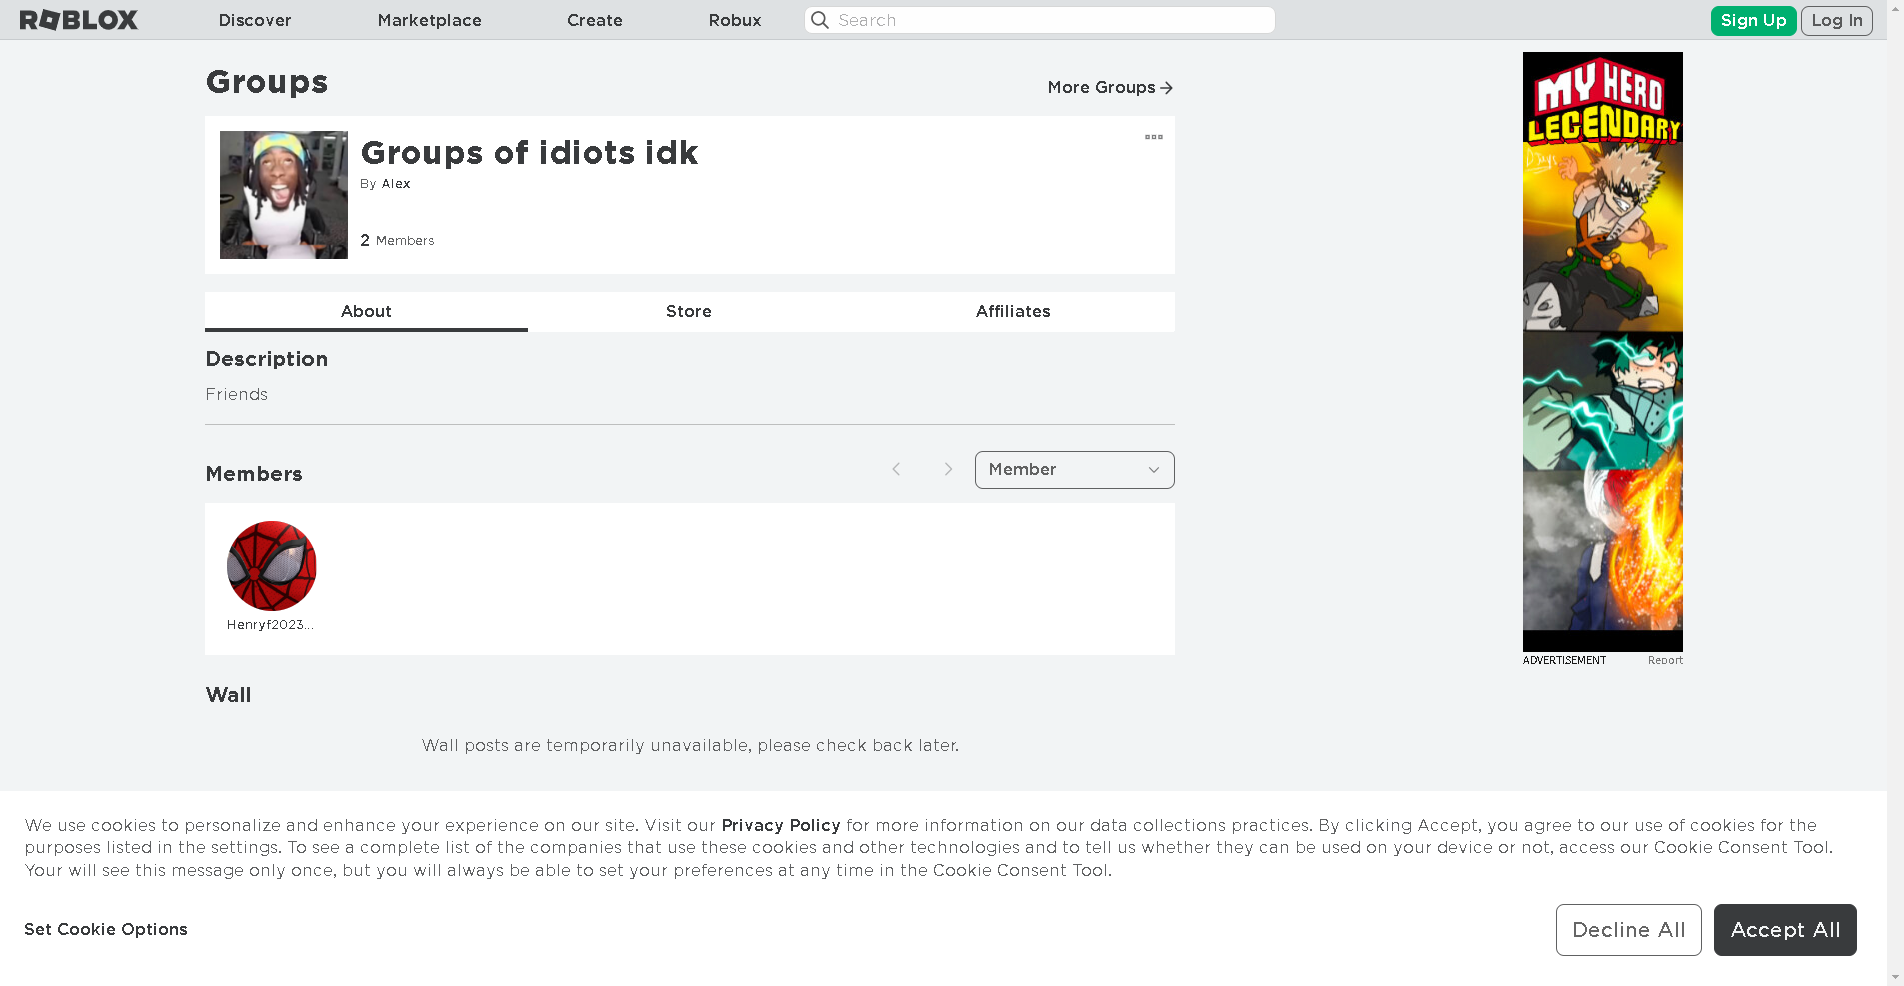 ROBLOX
Discover
Marketplace
Create
Robux
Search
Sign Up
Log In
Groups
More Groups
Groups of idiots idk
By Alex
2 Members
About
Store
Affiliates
Description
Friends
Members
Member
Henryf2023...
Wall
Wall posts are temporarily unavailable, please check back later.
MY HERO
LEGENDARY
DJays
ADVERTISEMENT
Report
We use cookies to personalize and enhance your experience on our site. Visit our Privacy Policy for more information on our data collections practices. By clicking Accept, you agree to our use of cookies for the
purposes listed in the settings. To see a complete list of the companies that use these cookies and other technologies and to tell us whether they can be used on your device or not, access our Cookie Consent Tool.
Your will see this message only once, but you will always be able to set your preferences at any time in the Cookie Consent Tool.
Set Cookie Options
Decline All
Accept All